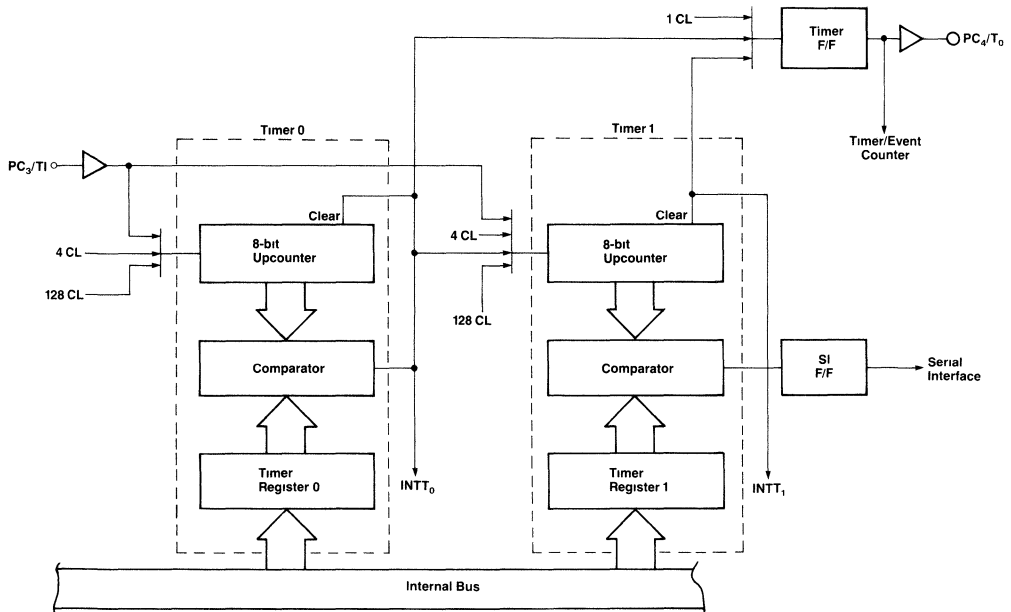 1 CL
Timer
F/F
PC4/T0
Timer/Event
Counter
Timer 0
Timer 1
PC3/TI
Clear
Clear
8-bit
Upcounter
4 CL
8-bit
Upcounter
4 CL
128 CL
128 CL
Comparator
Comparator
SI
F/F
Serial
Interface
Timer
Register 0
INTT0
Timer
Register 1
INTT1
Internal Bus